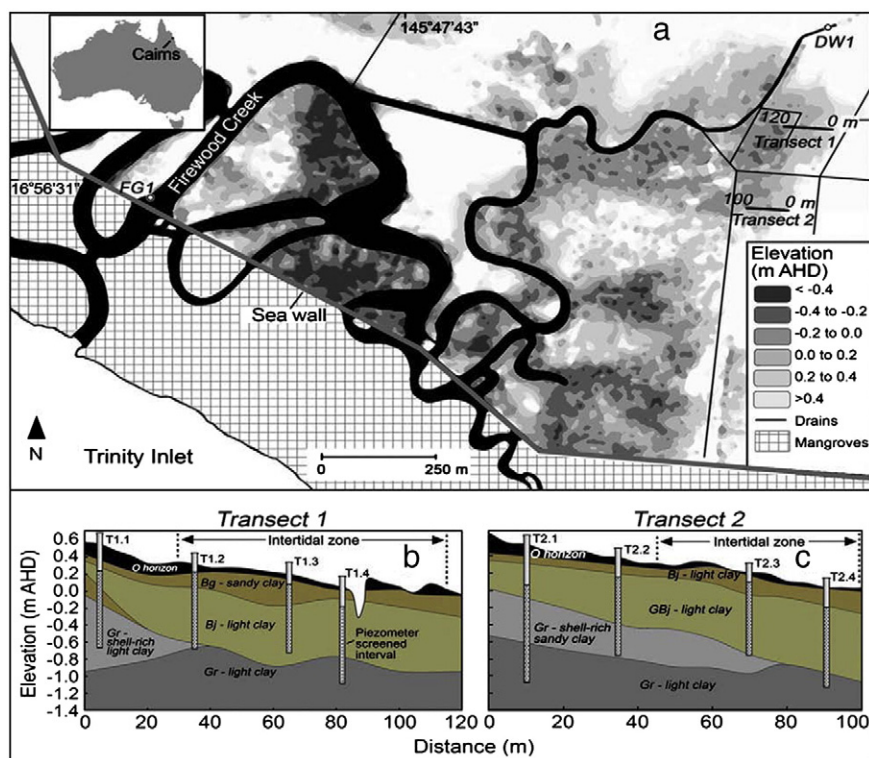 Cairns
145°47'43"
a
DW1
Firewood Creek
120 0 m
Transect 1
16°56'31"
FG1
100 0 m
Transect 2
Sea wall
Elevation
(m AHD)
< -0.4
-0.4 to -0.2
-0.2 to 0.0
0.0 to 0.2
0.2 to 0.4
>0.4
Drains
Mangroves
N
Trinity Inlet
0 250 m
Transect 1
Elevation (m AHD)
0.6
0.4
0.2
0.0
-0.2
-0.4
-0.6
-0.8
-1.0
-1.2
-1.4
T1.1
Intertidal zone
b
T1.2
T1.3
T1.4
O horizon
Bg - sandy clay
Bj - light clay
Gr - shell-rich light clay
Piezometer screened interval
Gr - light clay
0 20 40 60 80 100 120
Transect 2
T2.1
Intertidal zone
c
T2.2
T2.3
T2.4
O horizon
Bj - light clay
GBj - light clay
Gr - shell-rich sandy clay
Gr - light clay
0 20 40 60 80 100
Distance (m)